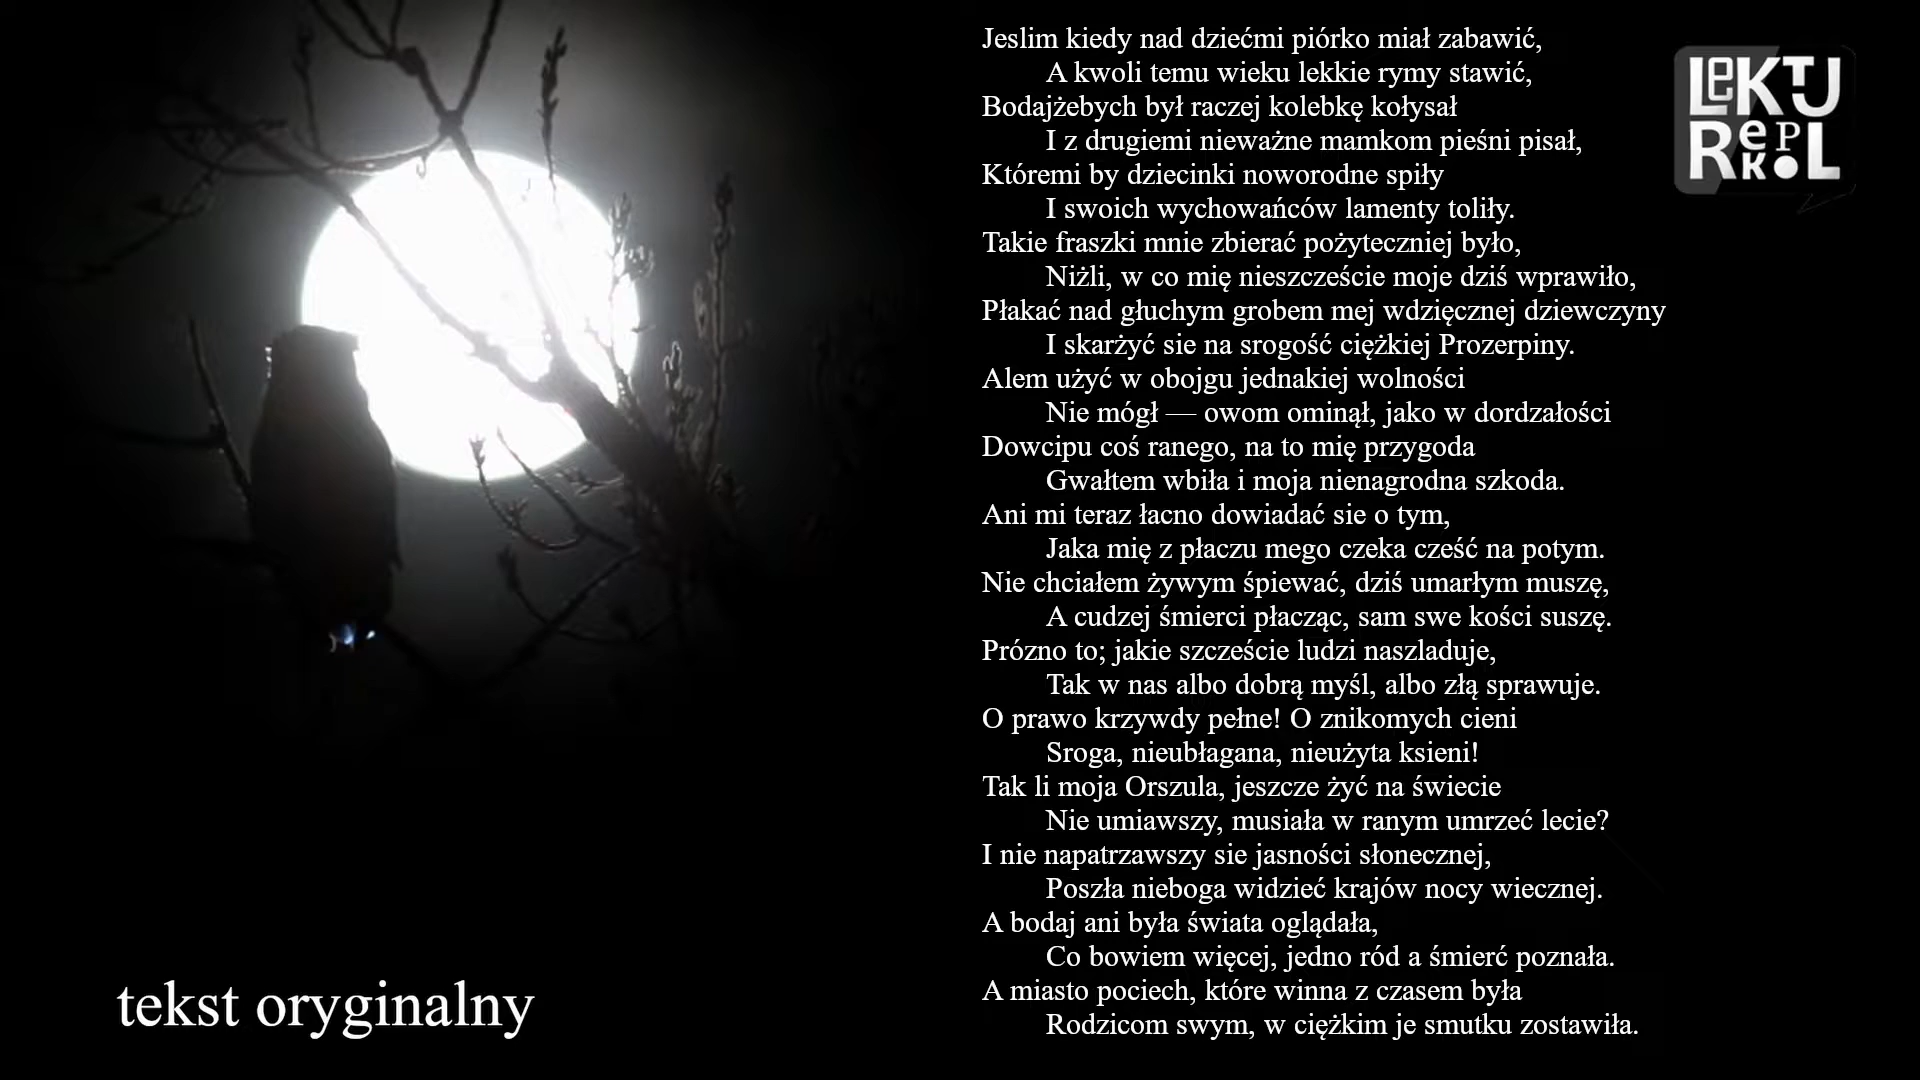 Jeslim kiedy nad dziećmi piórko miał zabawić,
A kwoli temu wieku lekkie rymy stawić,
Bodajżebych był raczej kolebkę kołysał
I z drugiemi nieważne mamkom pieśni pisał,
Któremi by dziecinki noworodne spiły
I swoich wychowańców lamenty toliły.
Takie fraszki mnie zbierać pożyteczniej było,
Niżli, w co mię nieszczeście moje dziś wprawiło,
Płakać nad głuchym grobem mej wdzięcznej dziewczyny
I skarżyć sie na srogość ciężkiej Prozerpiny.
Alem użyć w obojgu jednakiej wolności
Nie mógł — owom ominął, jako w dordzałości
Dowcipu coś ranego, na to mię przygoda
Gwałtem wbiła i moja nienagrodna szkoda.
Ani mi teraz łacno dowiadać sie o tym,
Jaka mię z płaczu mego czeka cześć na potym.
Nie chciałem żywym śpiewać, dziś umarłym muszę,
A cudzej śmierci płacząc, sam swe kości suszę.
Prózno to; jakie szczeście ludzi naszladuje,
Tak w nas albo dobrą myśl, albo złą sprawuje.
O prawo krzywdy pełne! O znikomych cieni
Sroga, nieubłagana, nieużyta ksieni!
Tak li moja Orszula, jeszcze żyć na świecie
Nie umiawszy, musiała w ranym umrzeć lecie?
I nie napatrzawszy sie jasności słonecznej,
Poszła nieboga widzieć krajów nocy wiecznej.
A bodaj ani była świata oglądała,
Co bowiem więcej, jedno ród a śmierć poznała.
A miasto pociech, które winna z czasem była
Rodzicom swym, w ciężkim je smutku zostawiła.
LeKTU
RePkOL
tekst oryginalny